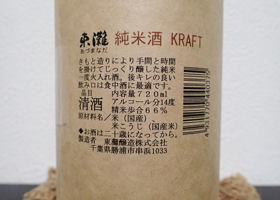 東灘 純米酒 KRAFT
あづまなだ
きもと造りにより手間と時間
を掛けてじっくり醸した純米
一度火入れ酒。後キレの良い
飲み口は食中酒に最適です。
内容量720ml
清酒 アルコール分14度
精米歩合66%
原材料名:米(国産)、
米こうじ(国産米)
◆お酒は二十歳になってから。
製造者 東灘醸造株式会社
千葉県勝浦市串浜1033